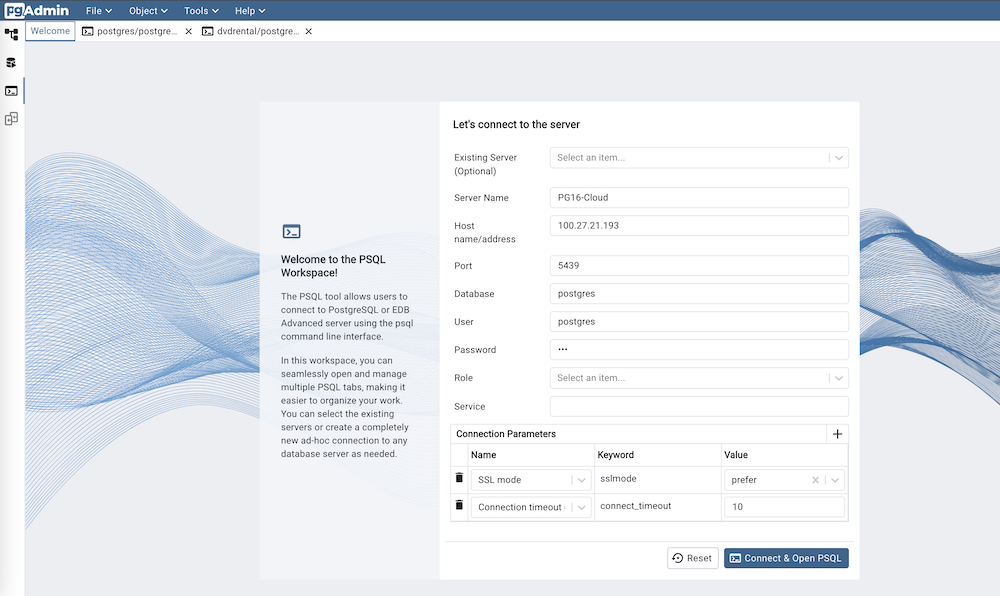 pgAdmin File Object Tools Help
Welcome postgres/postgre... dvdrental/postgre...
Let's connect to the server
Existing Server
(Optional)
Select an item...
Server Name
PG16-Cloud
Host
name/address
100.27.21.193
Port
5439
Database
postgres
User
postgres
Password
•••
Role
Select an item...
Service
Connection Parameters
Name Keyword Value
SSL mode sslmode prefer
Connection timeout connect_timeout 10
Reset Connect & Open PSQL
Welcome to the PSQL
Workspace!
The PSQL tool allows users to
connect to PostgreSQL or EDB
Advanced server using the psql
command line interface.
In this workspace, you can
seamlessly open and manage
multiple PSQL tabs, making it
easier to organize your work.
You can select the existing
servers or create a completely
new ad-hoc connection to any
database server as needed.